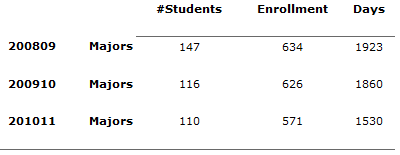 #Students Enrollment Days
200809 Majors 147 634 1923
200910 Majors 116 626 1860
201011 Majors 110 571 1530